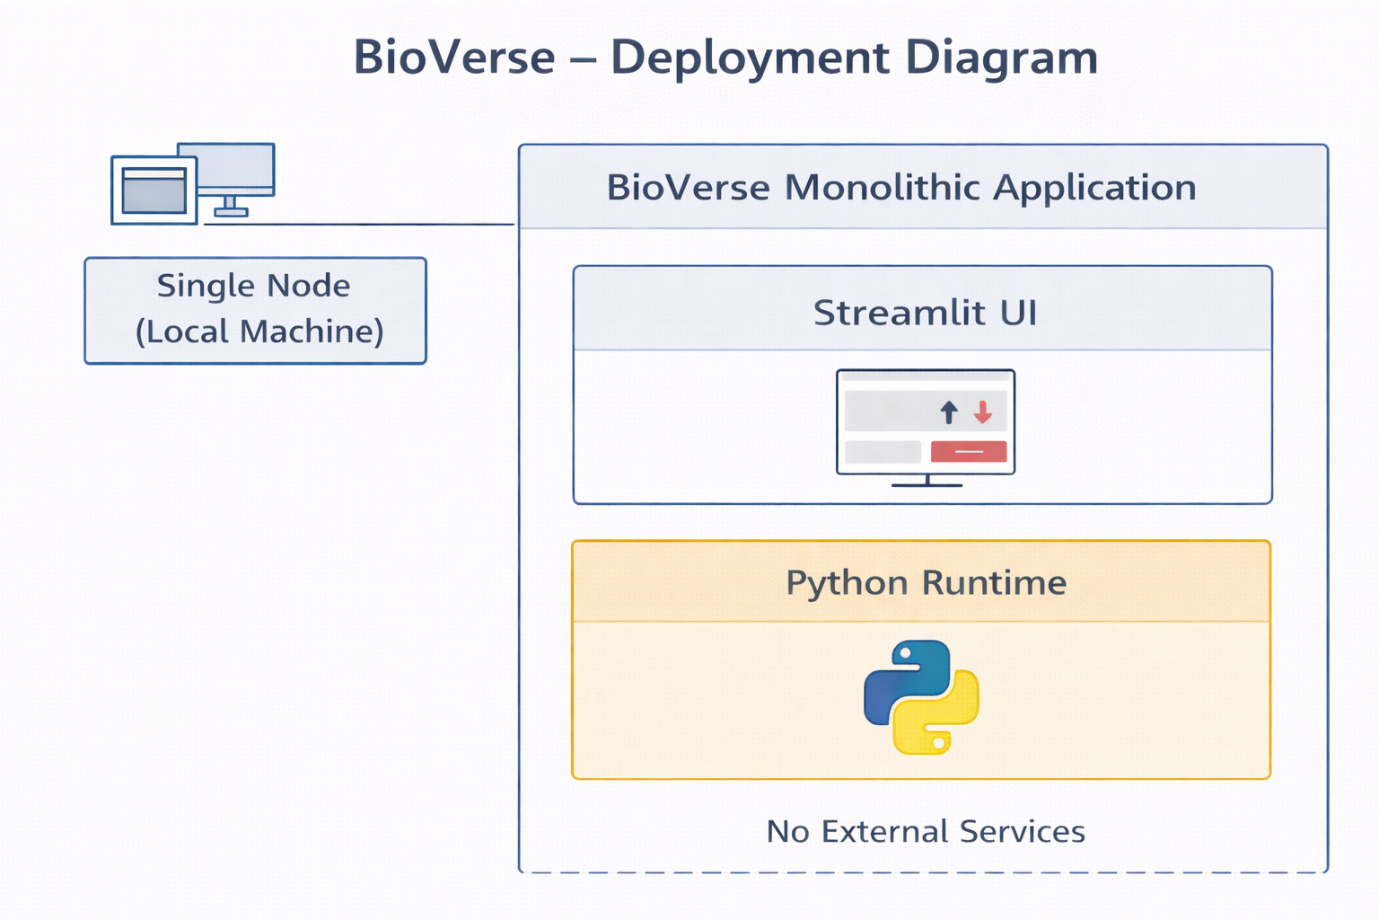 BioVerse – Deployment Diagram
BioVerse Monolithic Application
Single Node
(Local Machine)
Streamlit UI
Python Runtime
No External Services